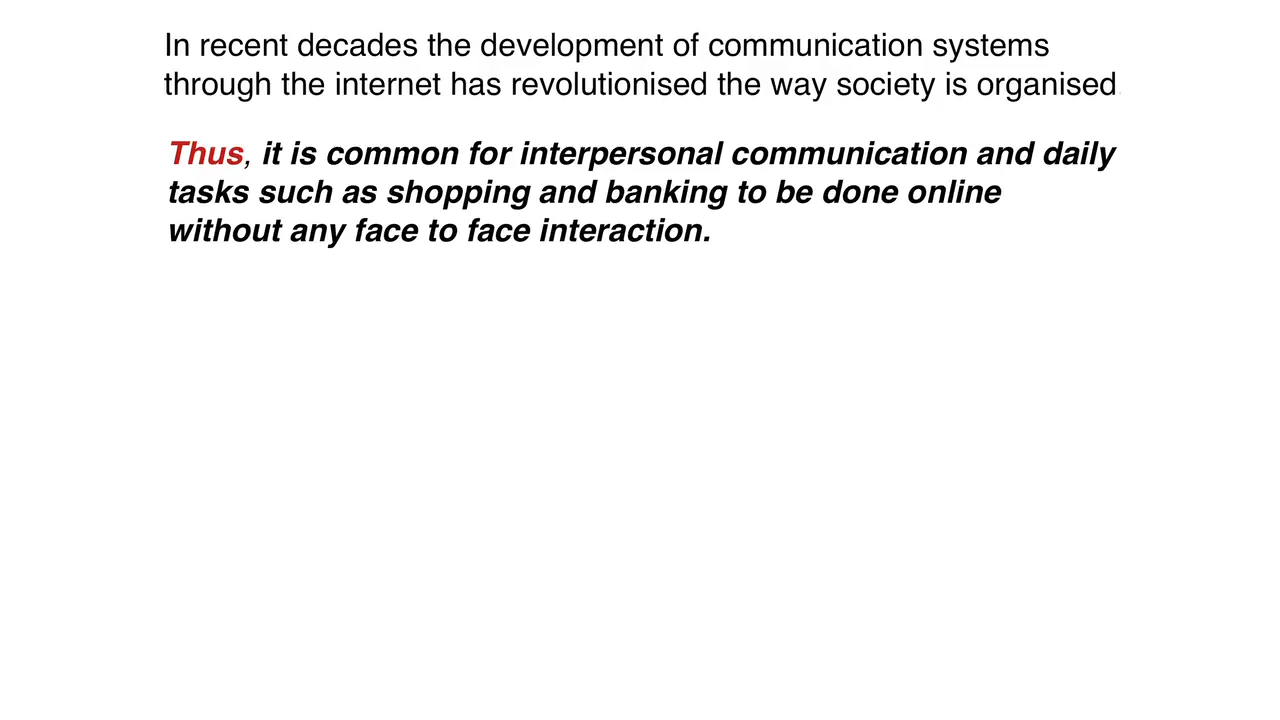 In recent decades the development of communication systems
through the internet has revolutionised the way society is organised.
Thus, it is common for interpersonal communication and daily
tasks such as shopping and banking to be done online
without any face to face interaction.